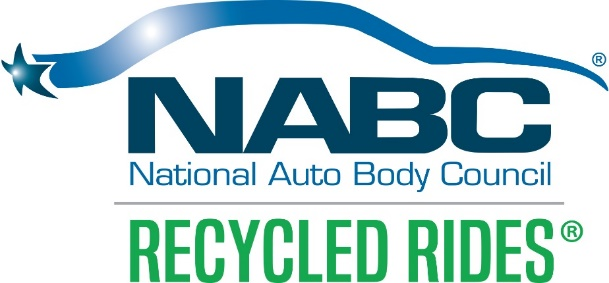 NABC®
National Auto Body Council
RECYCLED RIDES®